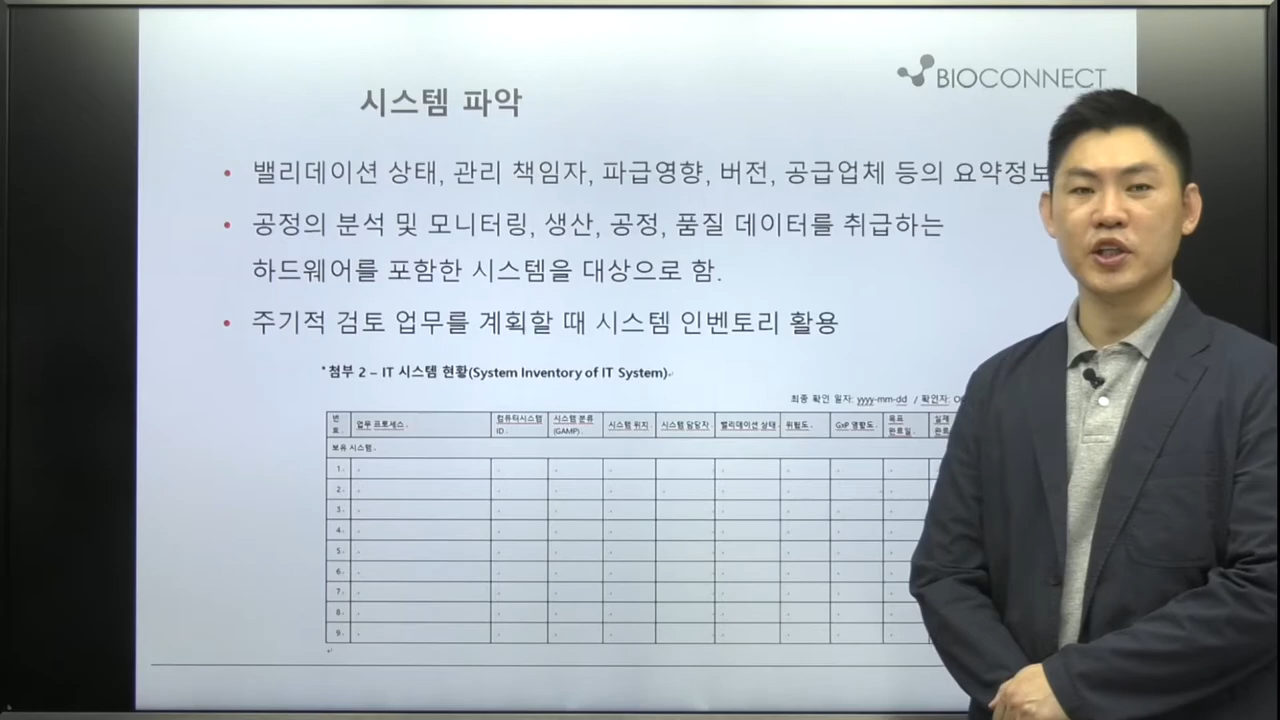 BIOCONNECT
시스템 파악
• 밸리데이션 상태, 관리 책임자, 파급영향, 버전, 공급업체 등의 요약정보
• 공정의 분석 및 모니터링, 생산, 공정, 품질 데이터를 취급하는
하드웨어를 포함한 시스템을 대상으로 함.
• 주기적 검토 업무를 계획할 때 시스템 인벤토리 활용
첨부 2 – IT 시스템 현황(System Inventory of IT System)
최종 확인 일자: yyyy-mm-dd / 확인자:
번호 업무 프로세스 컴퓨터시스템 ID 시스템 분류 (GAMP) 시스템 위치 시스템 담당자 밸리데이션 상태 위험도 GxP 영향도 목표 완료일 실제
보유 시스템
1
2
3
4
5
6
7
8
9